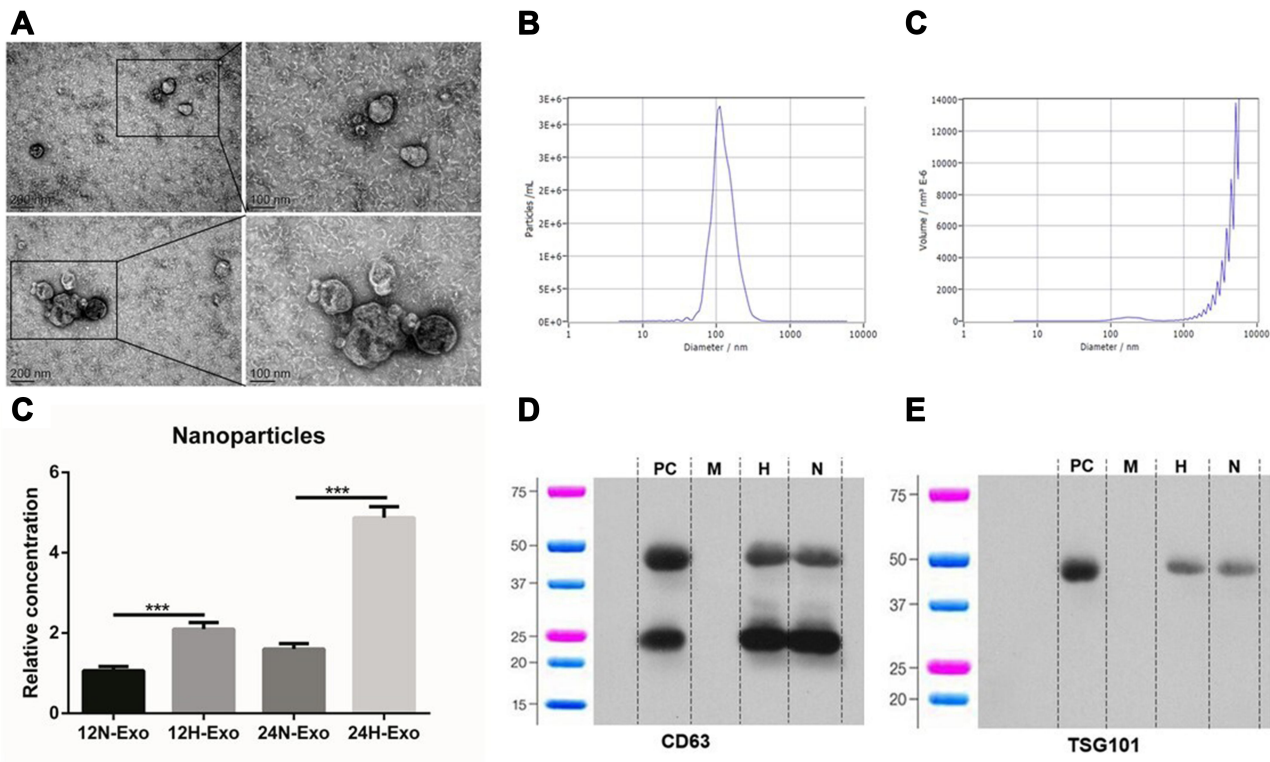 A
200 nm
100 nm
200 nm
100 nm
B
Particles /mL
3E+6
3E+6
3E+6
2E+6
2E+6
1E+6
5E+5
0E+0
1
10
100
1000
10000
Diameter / nm
C
Volume / nm³ E-6
14000
12000
10000
8000
6000
4000
2000
0
1
10
100
1000
10000
Diameter / nm
C
Nanoparticles
Relative concentration
6
4
2
0
***
***
12N-Exo 12H-Exo 24N-Exo 24H-Exo
D
PC M H N
75
50
37
25
20
15
CD63
E
PC M H N
75
50
37
25
20
TSG101